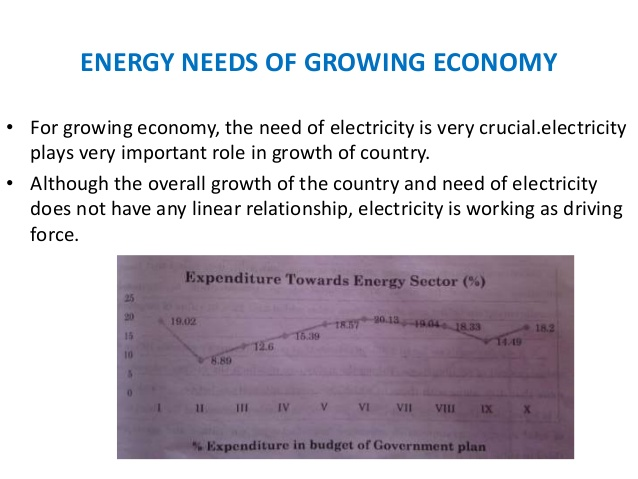 ENERGY NEEDS OF GROWING ECONOMY
• For growing economy, the need of electricity is very crucial.electricity
plays very important role in growth of country.
• Although the overall growth of the country and need of electricity
does not have any linear relationship, electricity is working as driving
force.
Expenditure Towards Energy Sector (%)
25
20
15
10
5
0
19.02 8.89 12.6 15.39 18.57 20.13 19.04 18.33 14.49 18.2
I II III IV V VI VII VIII IX X
% Expenditure in budget of Government plan